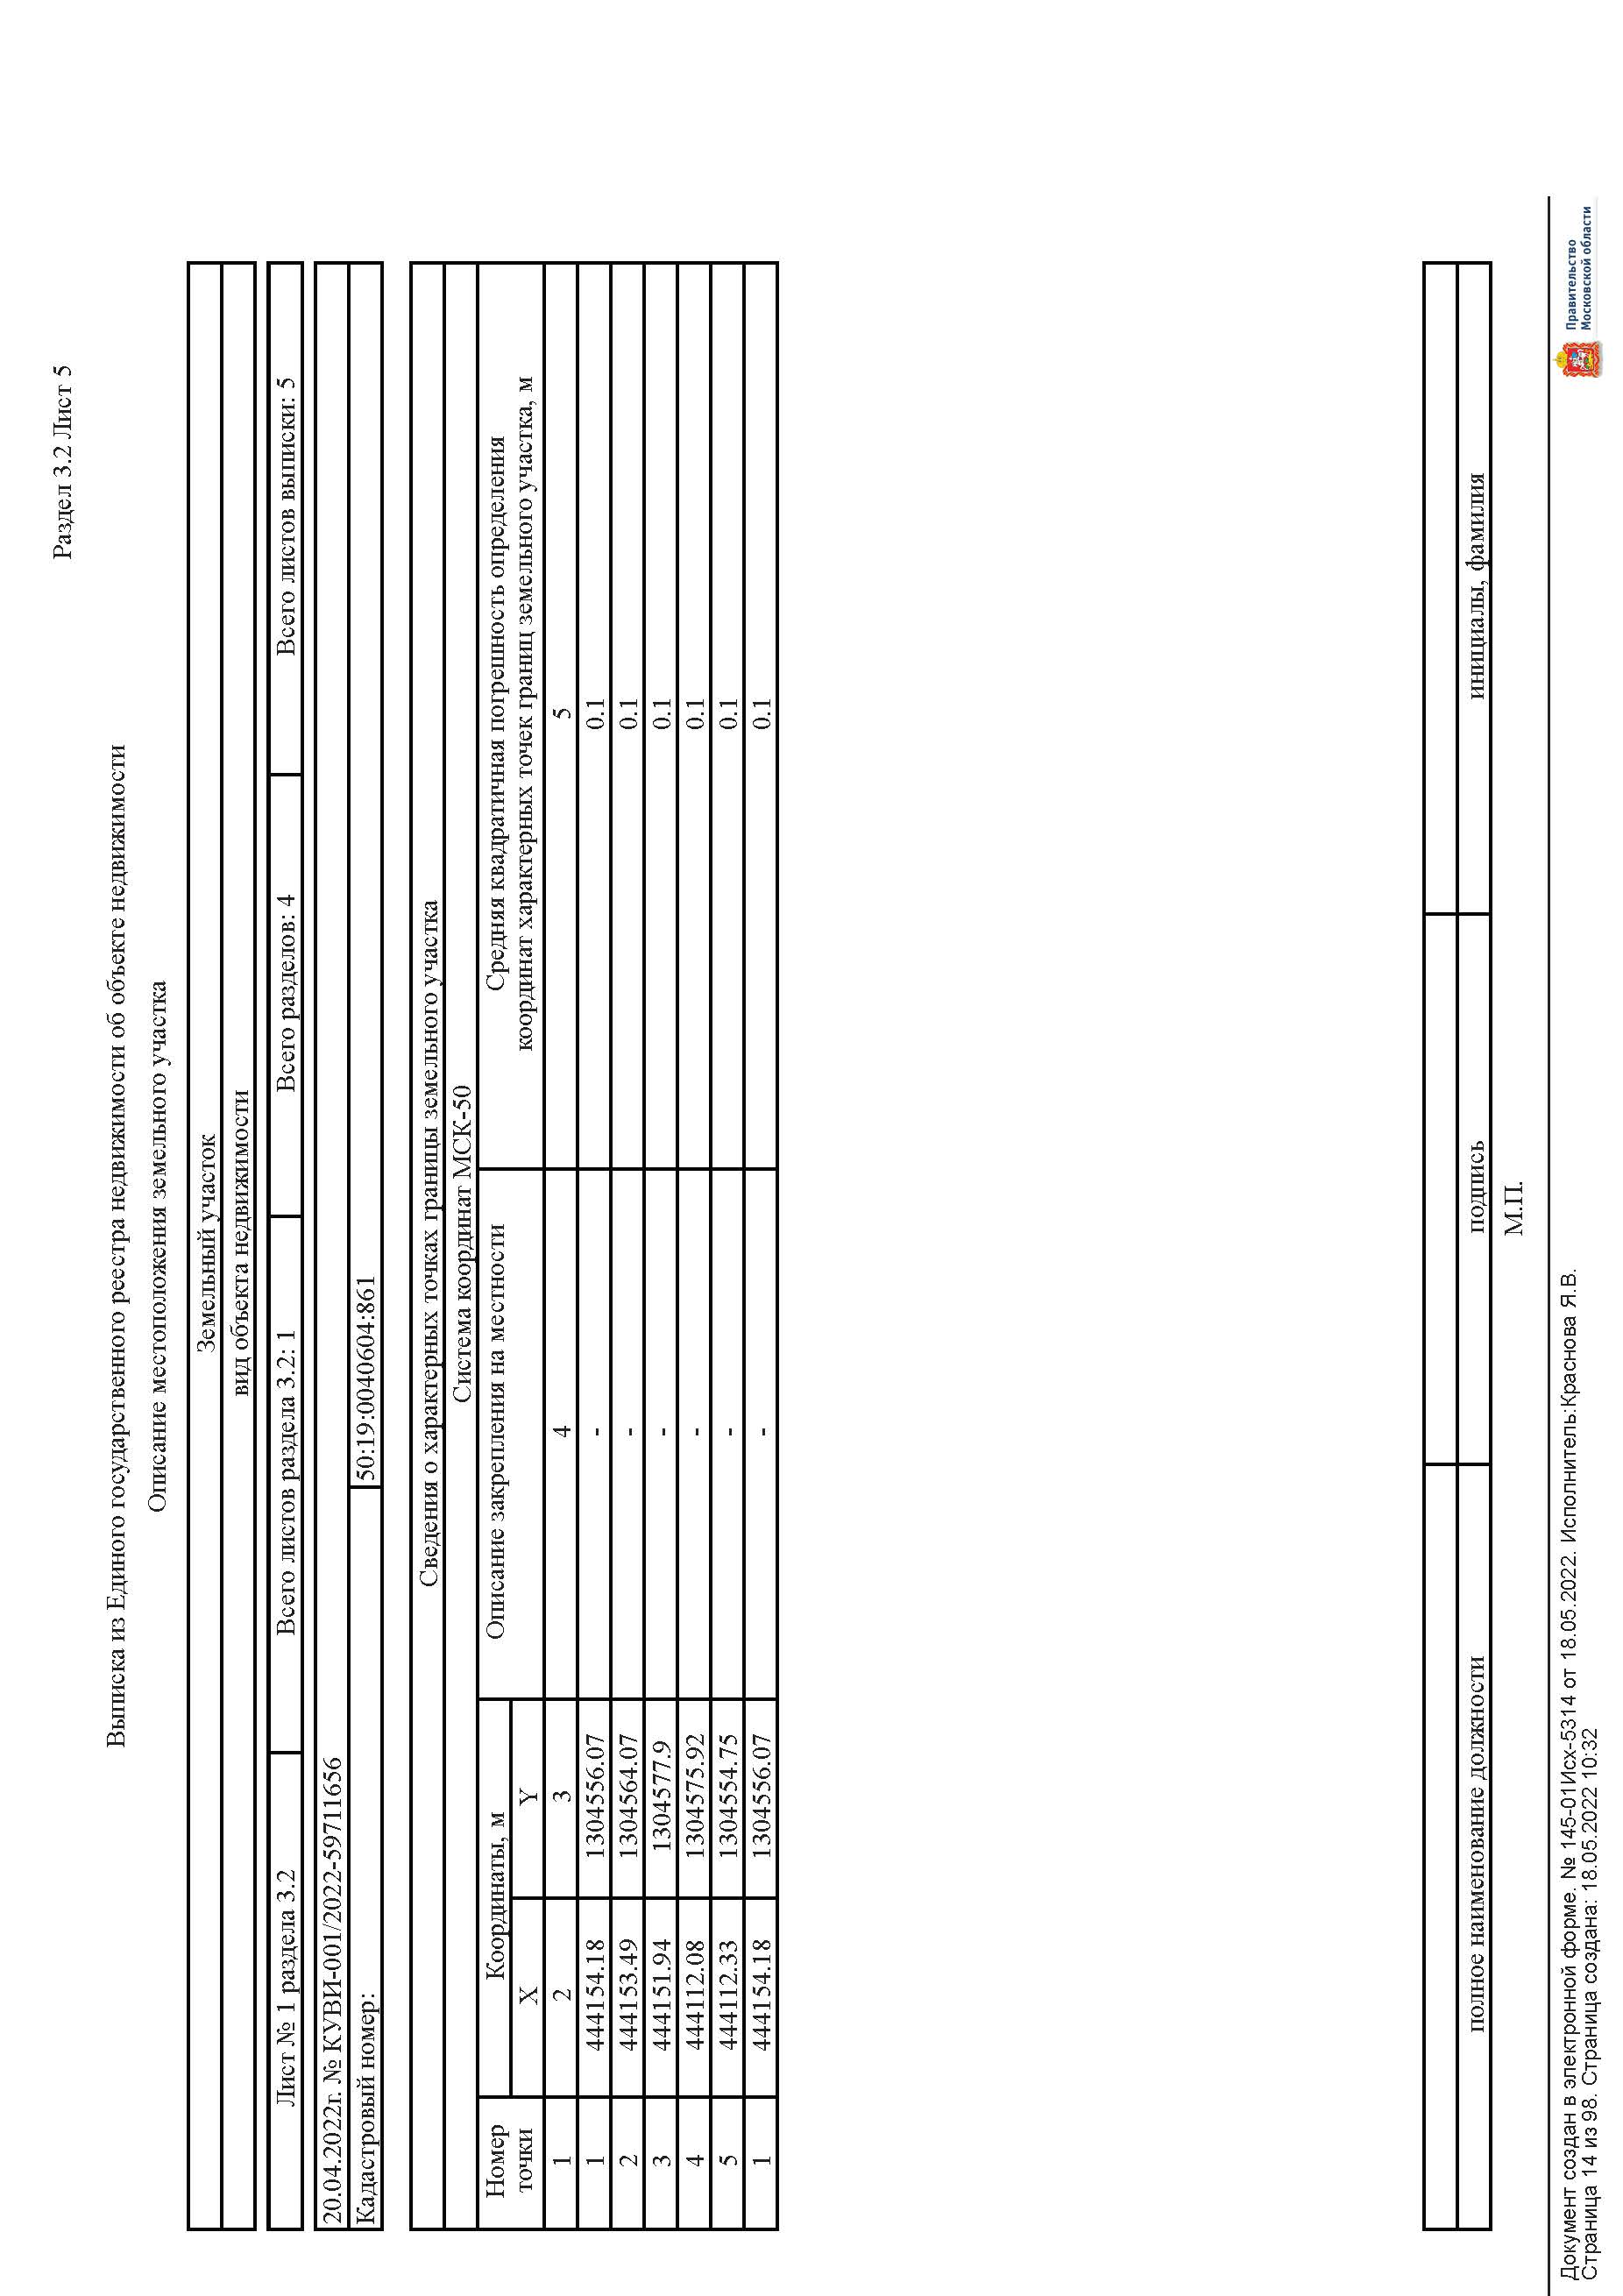 Раздел 3.2 Лист 5
Выписка из Единого государственного реестра недвижимости об объекте недвижимости
Описание местоположения земельного участка
Земельный участок
вид объекта недвижимости
Лист № 1 раздела 3.2 Всего листов раздела 3.2: 1 Всего разделов: 4 Всего листов выписки: 5
20.04.2022г. № КУВИ-001/2022-59711656
Кадастровый номер: 50:19:0040604:861
Сведения о характерных точках границы земельного участка
Система координат МСК-50
Номер точки Координаты, м Описание закрепления на местности Средняя квадратичная погрешность определения
координат характерных точек границ земельного участка, м
X Y
1 2 3 4 5
1 444154.18 1304556.07 - 0.1
2 444153.49 1304564.07 - 0.1
3 444151.94 1304577.9 - 0.1
4 444112.08 1304575.92 - 0.1
5 444112.33 1304554.75 - 0.1
1 444154.18 1304556.07 - 0.1
полное наименование должности подпись инициалы, фамилия
М.П.
Документ создан в электронной форме. № 145-01Исх-5314 от 18.05.2022. Исполнитель:Краснова Я.В.
Страница 14 из 98. Страница создана: 18.05.2022 10:32
Правительство
Московской области